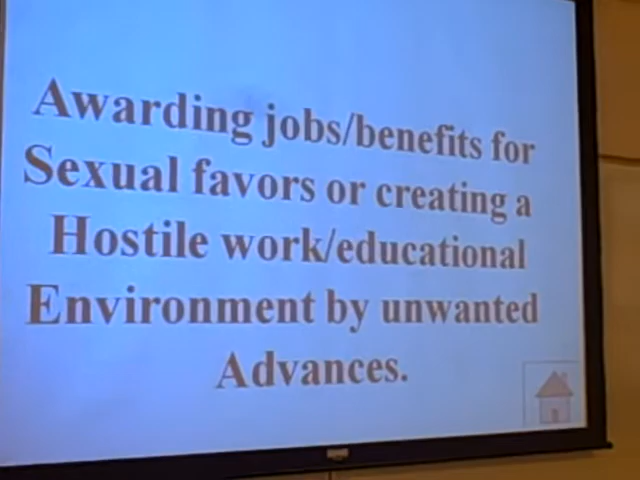 Awarding jobs/benefits for
Sexual favors or creating a
Hostile work/educational
Environment by unwanted
Advances.